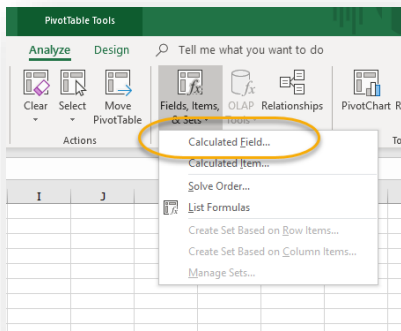 PivotTable Tools
Analyze Design Tell me what you want to do
Clear Select Move PivotTable
Fields, Items, & Sets OLAP Tools Relationships
PivotChart R
Actions To
Calculated Field...
Calculated Item...
Solve Order...
List Formulas
Create Set Based on Row Items...
Create Set Based on Column Items...
Manage Sets...
I J